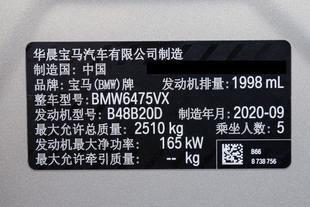 华晨宝马汽车有限公司制造
制造国：中国
品牌：宝马(BMW)牌 发动机排量：1998 mL
整车型号：BMW6475VX
发动机型号：B48B20D 制造年月：2020-09
最大允许总质量：2510 kg 乘坐人数：5
发动机最大净功率：165 kW
最大允许牵引质量：-- kg
B66
8 738 756